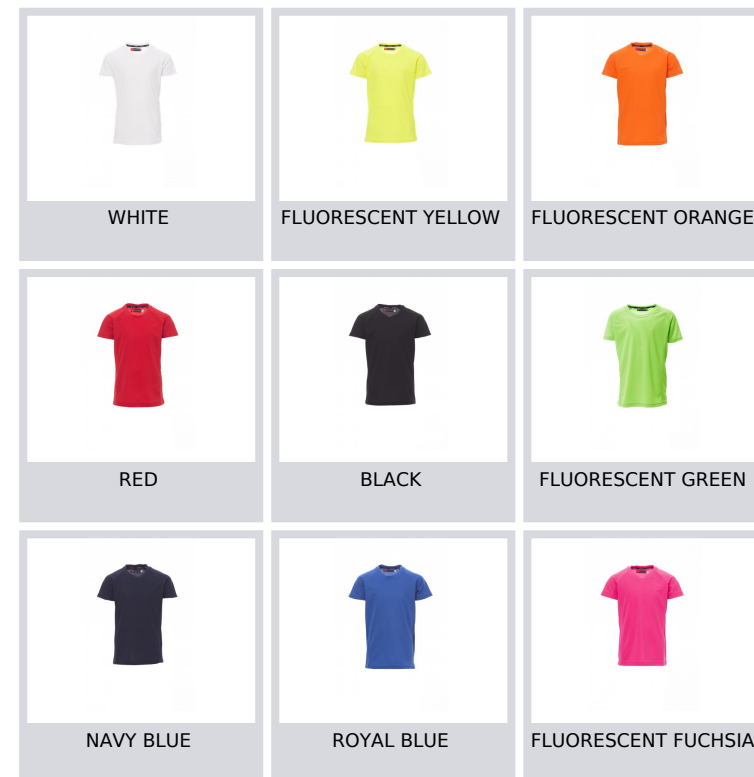 WHITE
FLUORESCENT YELLOW
FLUORESCENT ORANGE
RED
BLACK
FLUORESCENT GREEN
NAVY BLUE
ROYAL BLUE
FLUORESCENT FUCHSIA